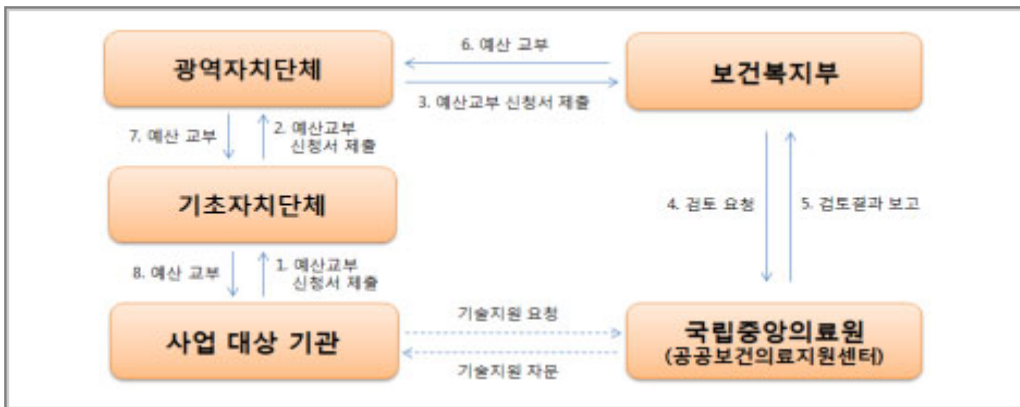 6. 예산 교부
광역자치단체
보건복지부
3. 예산교부 신청서 제출
7. 예산 교부
2. 예산교부
신청서 제출
기초자치단체
4. 검토 요청
5. 검토결과 보고
8. 예산 교부
1. 예산교부
신청서 제출
기술지원 요청
사업 대상 기관
국립중앙의료원
(공공보건의료지원센터)
기술지원 자문